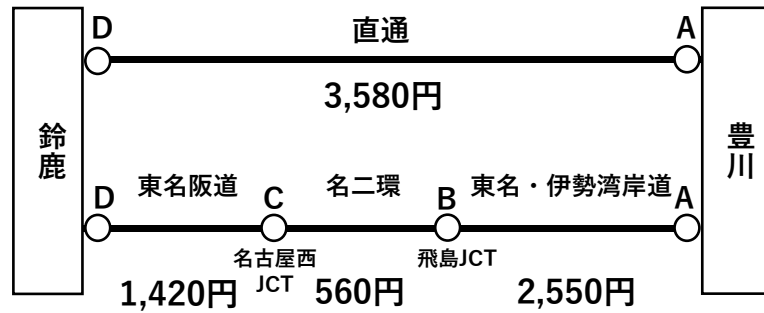 D
直通
A
3,580円
鈴鹿
豊川
D
東名阪道
C
名二環
B
東名・伊勢湾岸道
A
名古屋西
JCT
飛島JCT
1,420円
560円
2,550円